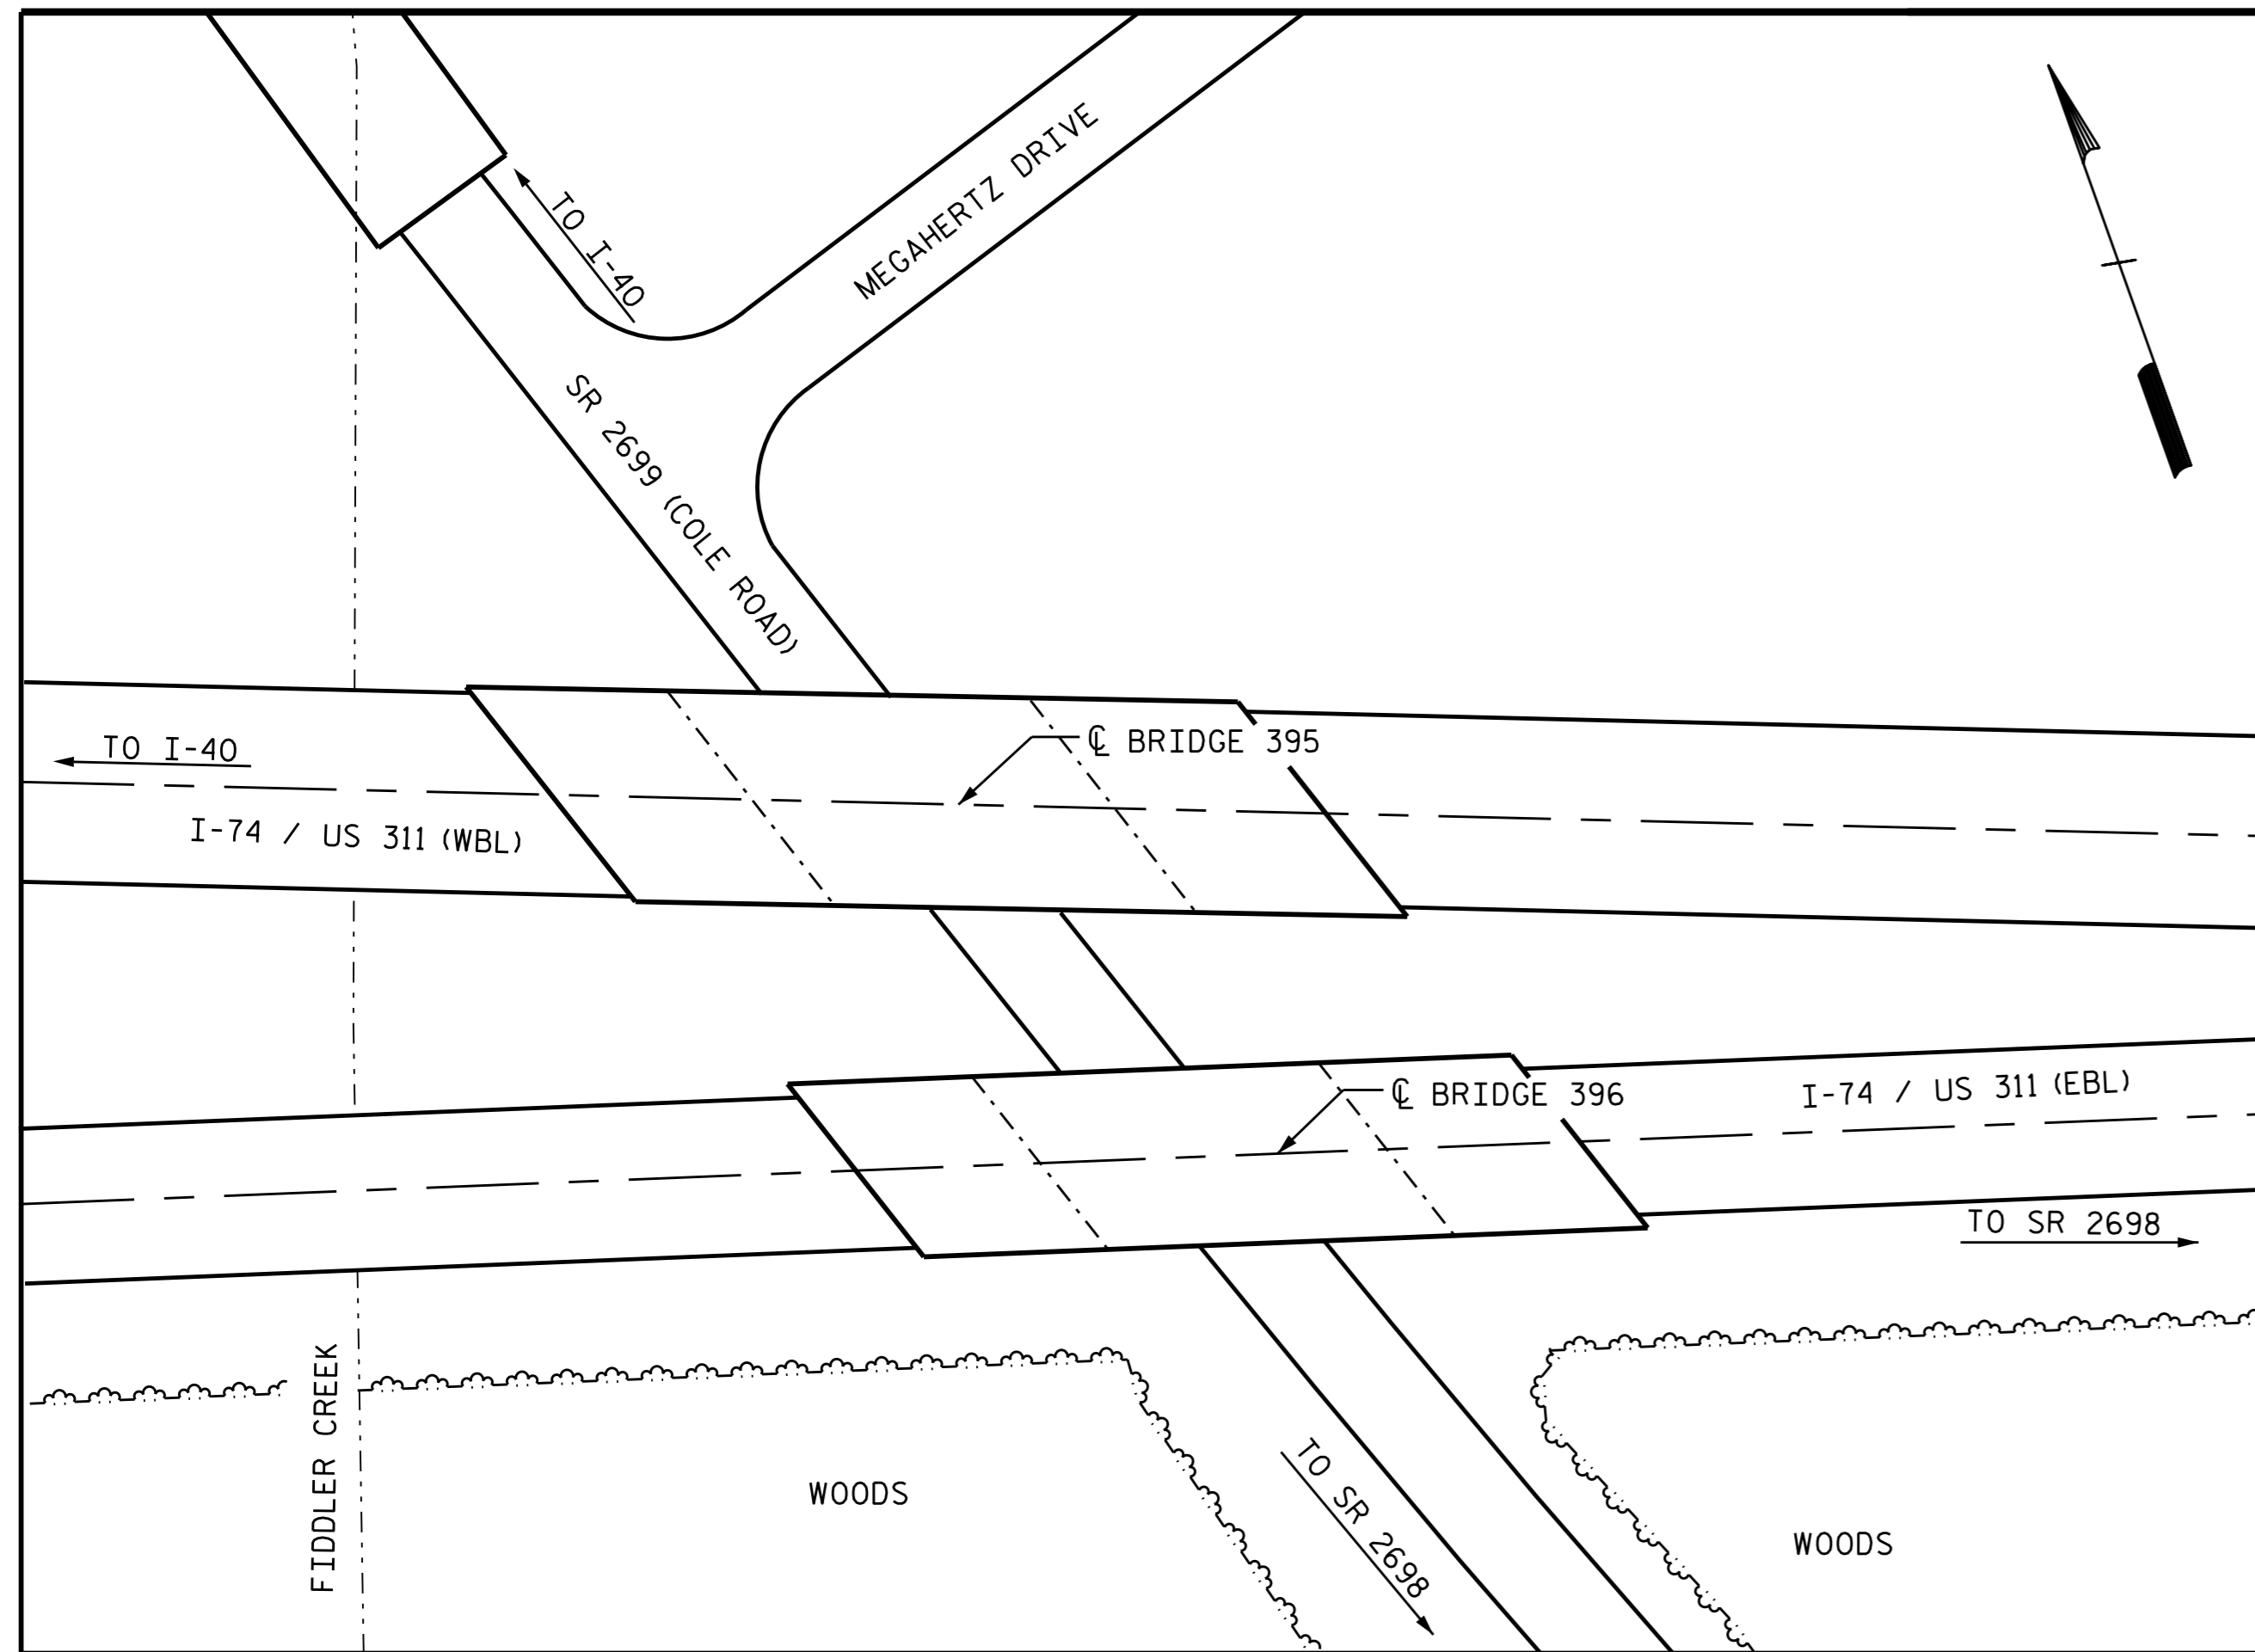 MEGAHERTZ DRIVE
TO I-40
SR 2699 (COLE ROAD)
TO I-40
℄ BRIDGE 395
I-74 / US 311 (WBL)
℄ BRIDGE 396
I-74 / US 311 (EBL)
TO SR 2698
FIDDLER CREEK
WOODS
TO SR 2698
WOODS